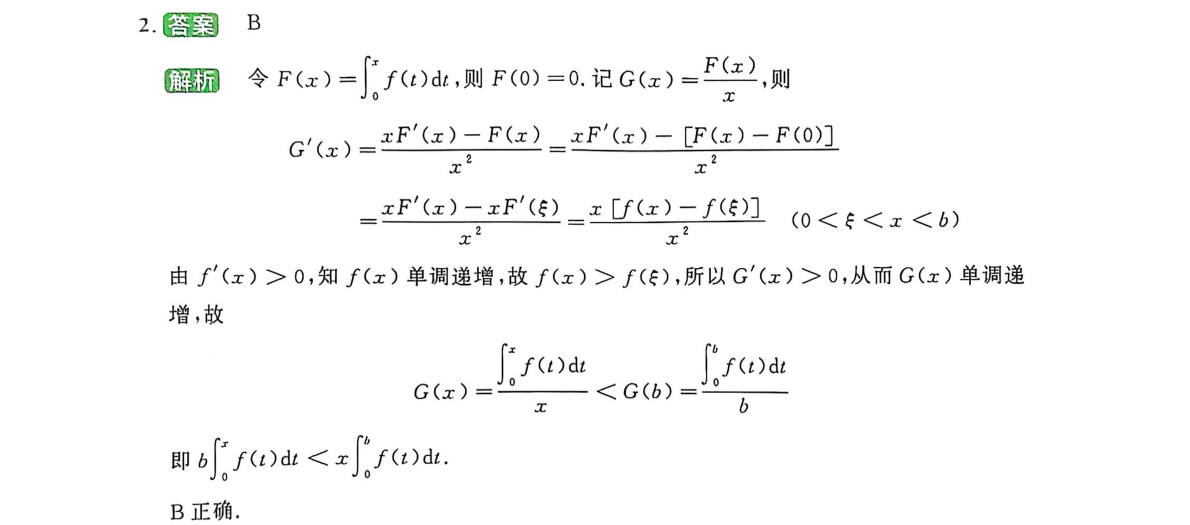 2. 答案 B
解析 令 F(x)=∫₀ˣ f(t)dt,则 F(0)=0. 记 G(x)=F(x)/x,则
G′(x)=(xF′(x)-F(x))/x²=(xF′(x)-[F(x)-F(0)])/x²
=(xF′(x)-xF′(ξ))/x²=(x[f(x)-f(ξ)])/x² (0<ξ<x<b)
由 f′(x)>0,知 f(x) 单调递增,故 f(x)>f(ξ),所以 G′(x)>0,从而 G(x) 单调递
增,故
G(x)=(∫₀ˣ f(t)dt)/x<G(b)=(∫₀ᵇ f(t)dt)/b
即 b∫₀ˣ f(t)dt<x∫₀ᵇ f(t)dt.
B 正确.